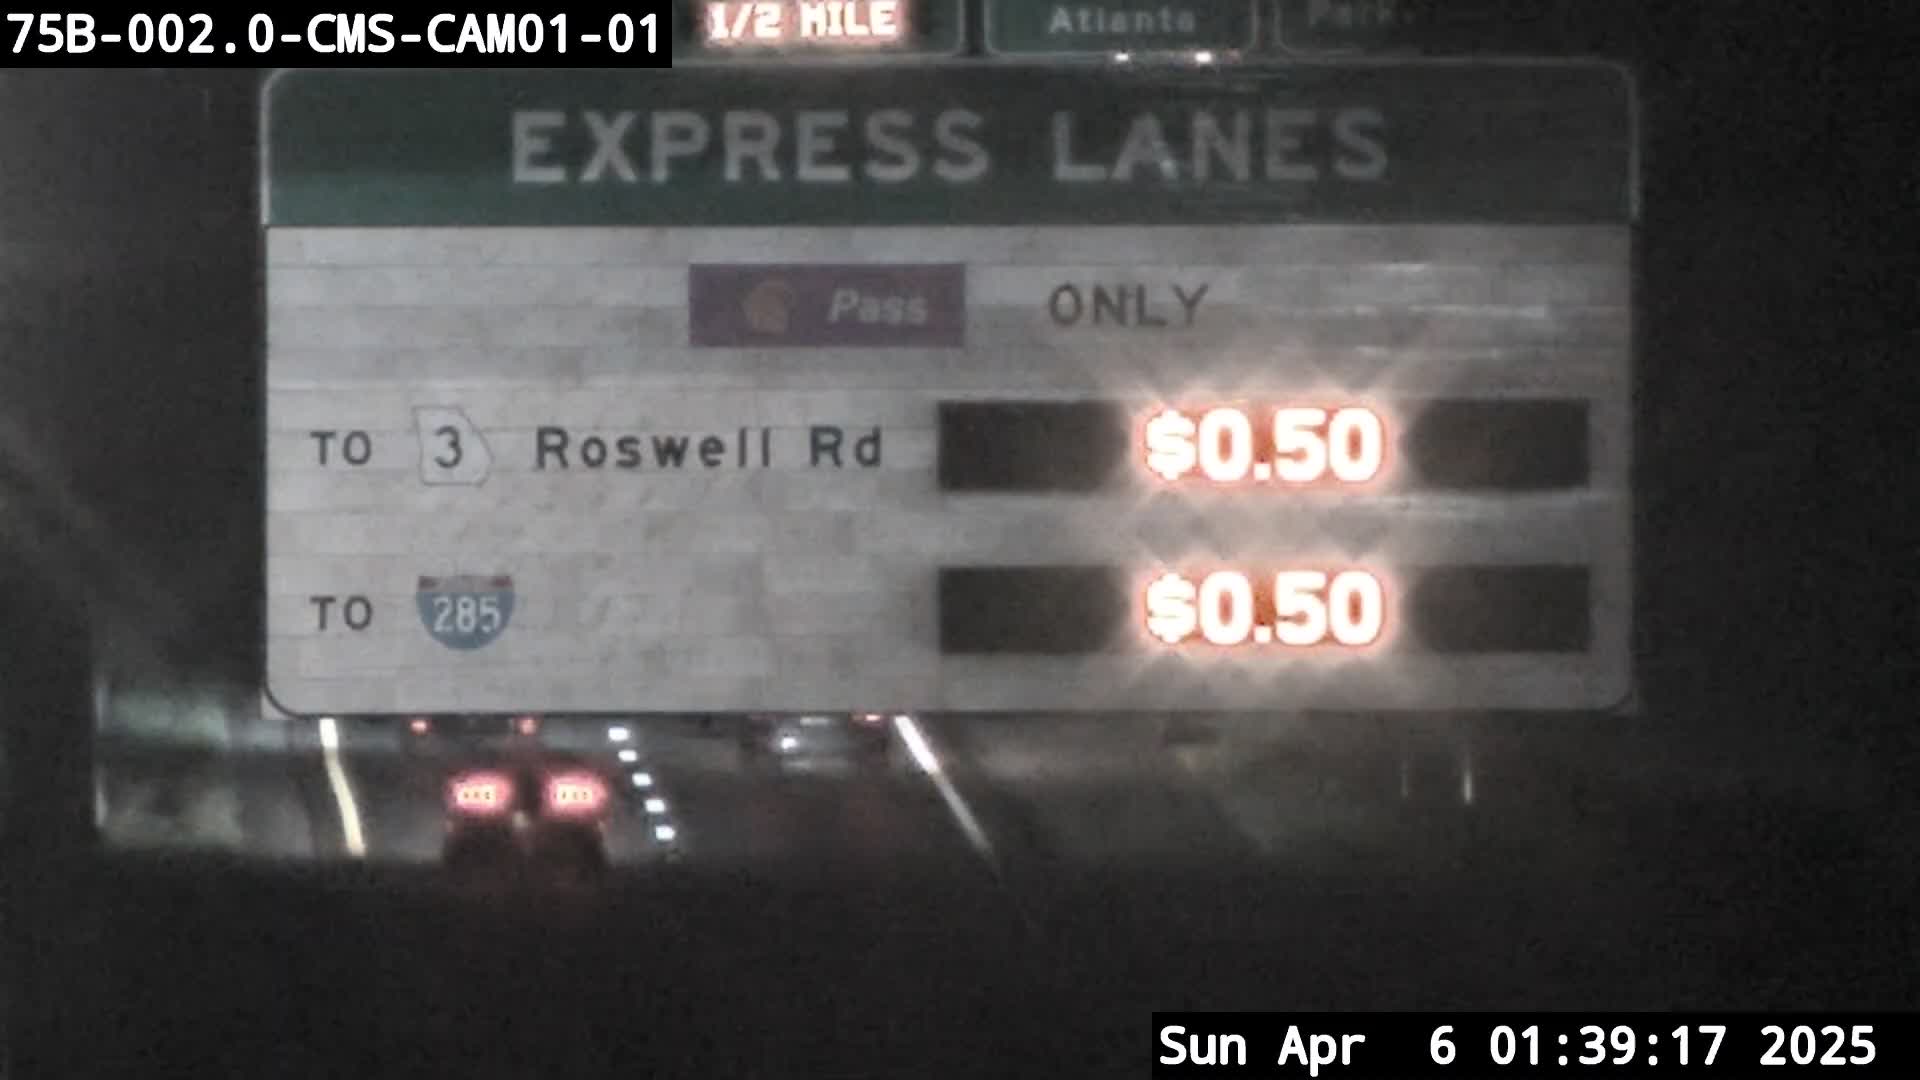 75B-002.0-CMS-CAM01-01
1/2 MILE
Atlanta
EXPRESS LANES
Pass ONLY
TO 3 Roswell Rd $0.50
TO 285 $0.50
Sun Apr 6 01:39:17 2025